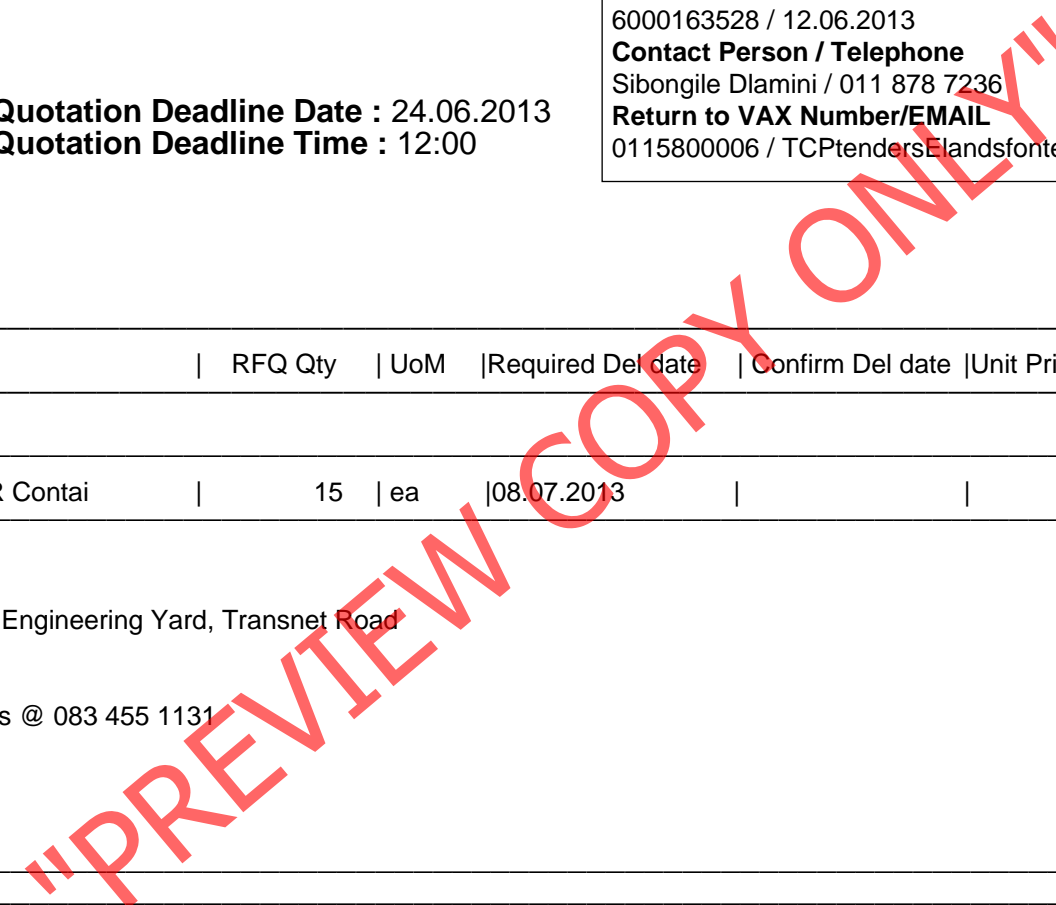 6000163528 / 12.06.2013
Contact Person / Telephone
Sibongile Dlamini / 011 878 7236
Return to VAX Number/EMAIL
0115800006 / TCPtendersElandsfonte
Quotation Deadline Date : 24.06.2013
Quotation Deadline Time : 12:00
| RFQ Qty | UoM |Required Del date | Confirm Del date |Unit Pri
R Contai | 15 | ea |08.07.2013 | |
Engineering Yard, Transnet Road
s @ 083 455 1131
"PREVIEW COPY ONLY"